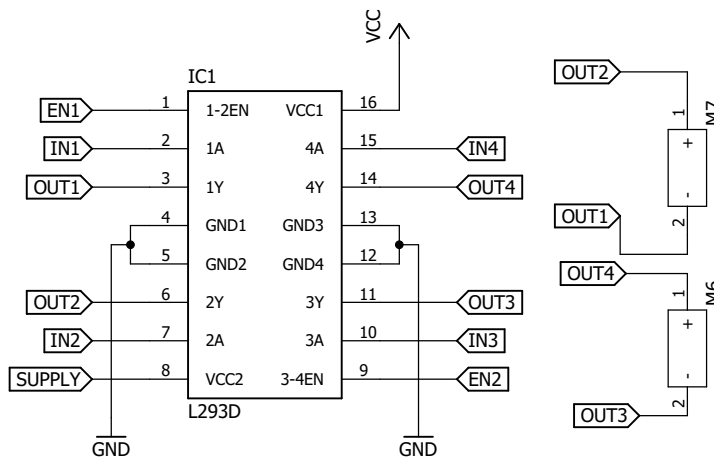 VCC
IC1
EN1 1 1-2EN VCC1 16
IN1 2 1A 4A 15 IN4
OUT1 3 1Y 4Y 14 OUT4
4 GND1 GND3 13
5 GND2 GND4 12
OUT2 6 2Y 3Y 11 OUT3
IN2 7 2A 3A 10 IN3
SUPPLY 8 VCC2 3-4EN 9 EN2
L293D
GND GND
OUT2
1
M7
+
-
OUT1
2
OUT4
1
M6
+
-
OUT3
2